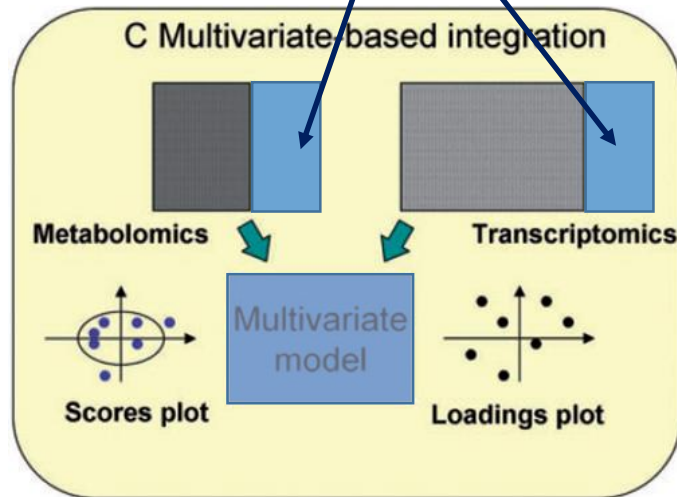 C Multivariate-based integration
Metabolomics
Transcriptomics
Multivariate
model
Scores plot
Loadings plot